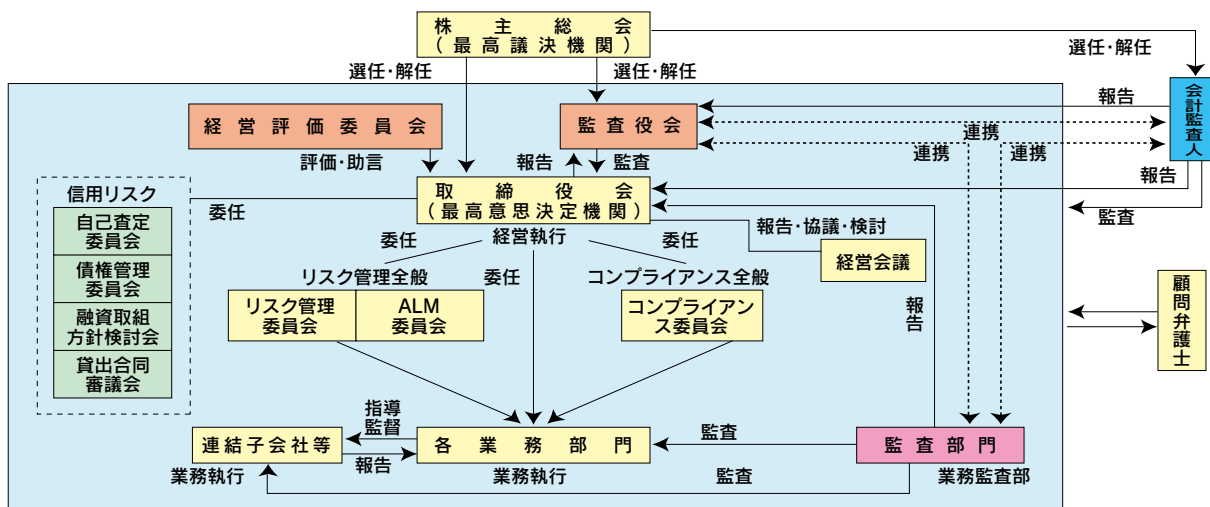 株主総会
(最高議決機関)
選任・解任
選任・解任
選任・解任
会計監査人
経営評価委員会
監査役会
報告
連携
連携
連携
評価・助言
報告
監査
報告
監査
信用リスク
自己査定
委員会
債権管理
委員会
融資取組
方針検討会
貸出合同
審議会
委任
取締役会
(最高意思決定機関)
経営執行
報告・協議・検討
経営会議
委任
委任
委任
リスク管理全般
コンプライアンス全般
リスク管理
委員会
ALM
委員会
コンプライアン
ス委員会
報告
顧問弁護士
指導
監督
連結子会社等
報告
業務執行
各業務部門
業務執行
監査
監査
監査部門
業務監査部